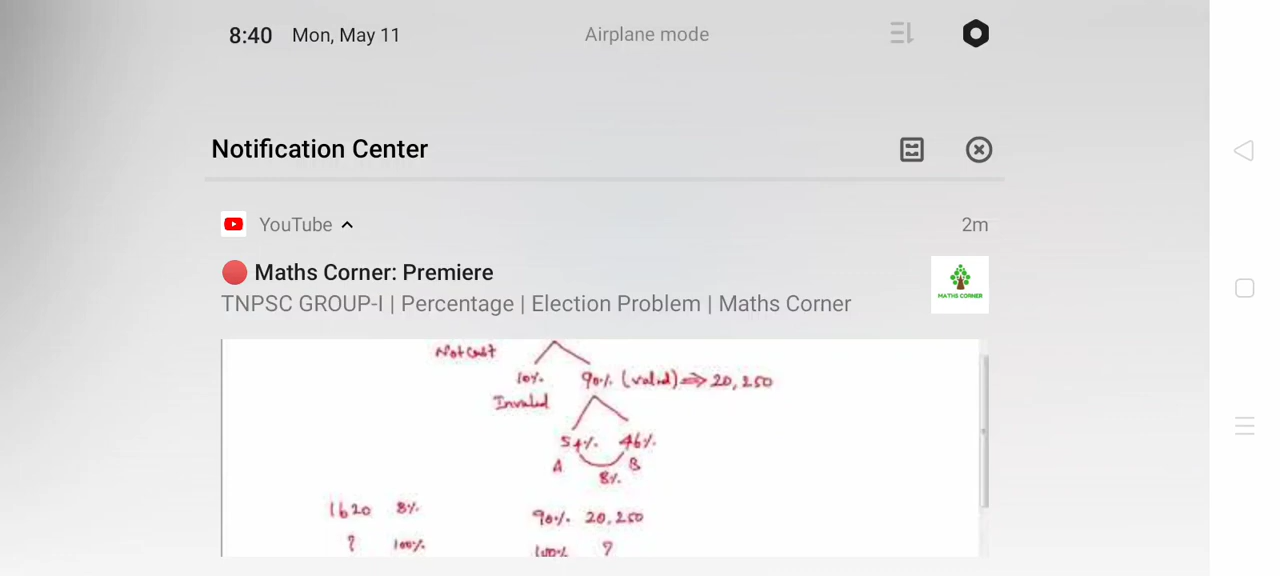 8:40 Mon, May 11 Airplane mode
Notification Center
YouTube 2m
Maths Corner: Premiere
TNPSC GROUP-I | Percentage | Election Problem | Maths Corner
MATHS CORNER
Not cast
10% 90% (valid) ⇒ 20,250
Invalid
54% 46%
A B
8%
1620 8% 90% 20,250
? 100% 100% ?